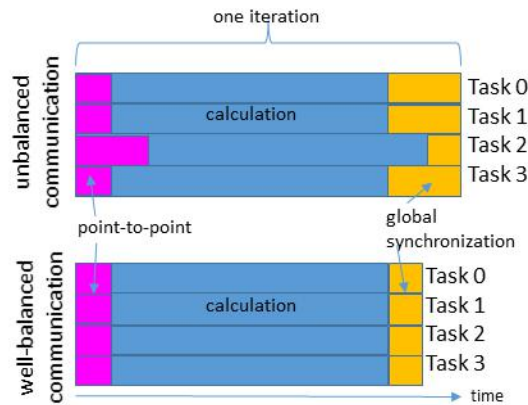 one iteration
unbalanced
communication
Task 0
Task 1
calculation
Task 2
Task 3
point-to-point
global
synchronization
well-balanced
communication
Task 0
Task 1
calculation
Task 2
Task 3
time